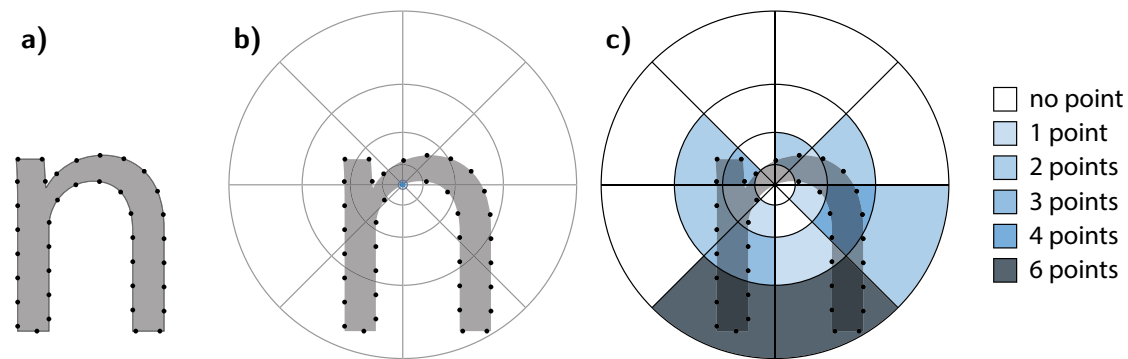 a)
b)
c)
no point
1 point
2 points
3 points
4 points
6 points
n
n
n